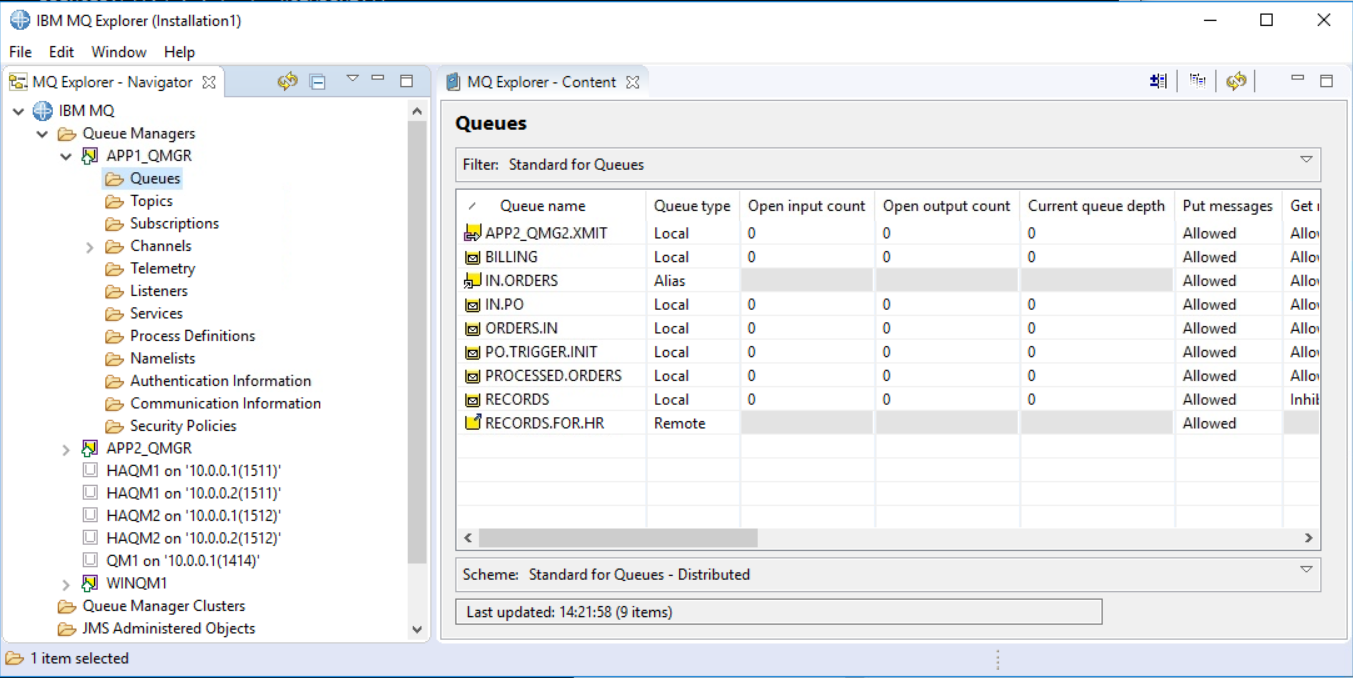 IBM MQ Explorer (Installation1)
File Edit Window Help
MQ Explorer - Navigator
IBM MQ
Queue Managers
APP1_QMGR
Queues
Topics
Subscriptions
Channels
Telemetry
Listeners
Services
Process Definitions
Namelists
Authentication Information
Communication Information
Security Policies
APP2_QMGR
HAQM1 on '10.0.0.1(1511)'
HAQM1 on '10.0.0.2(1511)'
HAQM2 on '10.0.0.1(1512)'
HAQM2 on '10.0.0.2(1512)'
QM1 on '10.0.0.1(1414)'
WINQM1
Queue Manager Clusters
JMS Administered Objects
MQ Explorer - Content
Queues
Filter: Standard for Queues
Queue name Queue type Open input count Open output count Current queue depth Put messages Get
APP2_QMG2.XMIT Local 0 0 0 Allowed Allo
BILLING Local 0 0 0 Allowed Allo
IN.ORDERS Alias Allowed Allo
IN.PO Local 0 0 0 Allowed Allo
ORDERS.IN Local 0 0 0 Allowed Allo
PO.TRIGGER.INIT Local 0 0 0 Allowed Allo
PROCESSED.ORDERS Local 0 0 0 Allowed Allo
RECORDS Local 0 0 0 Allowed Inhib
RECORDS.FOR.HR Remote Allowed
Scheme: Standard for Queues - Distributed
Last updated: 14:21:58 (9 items)
1 item selected